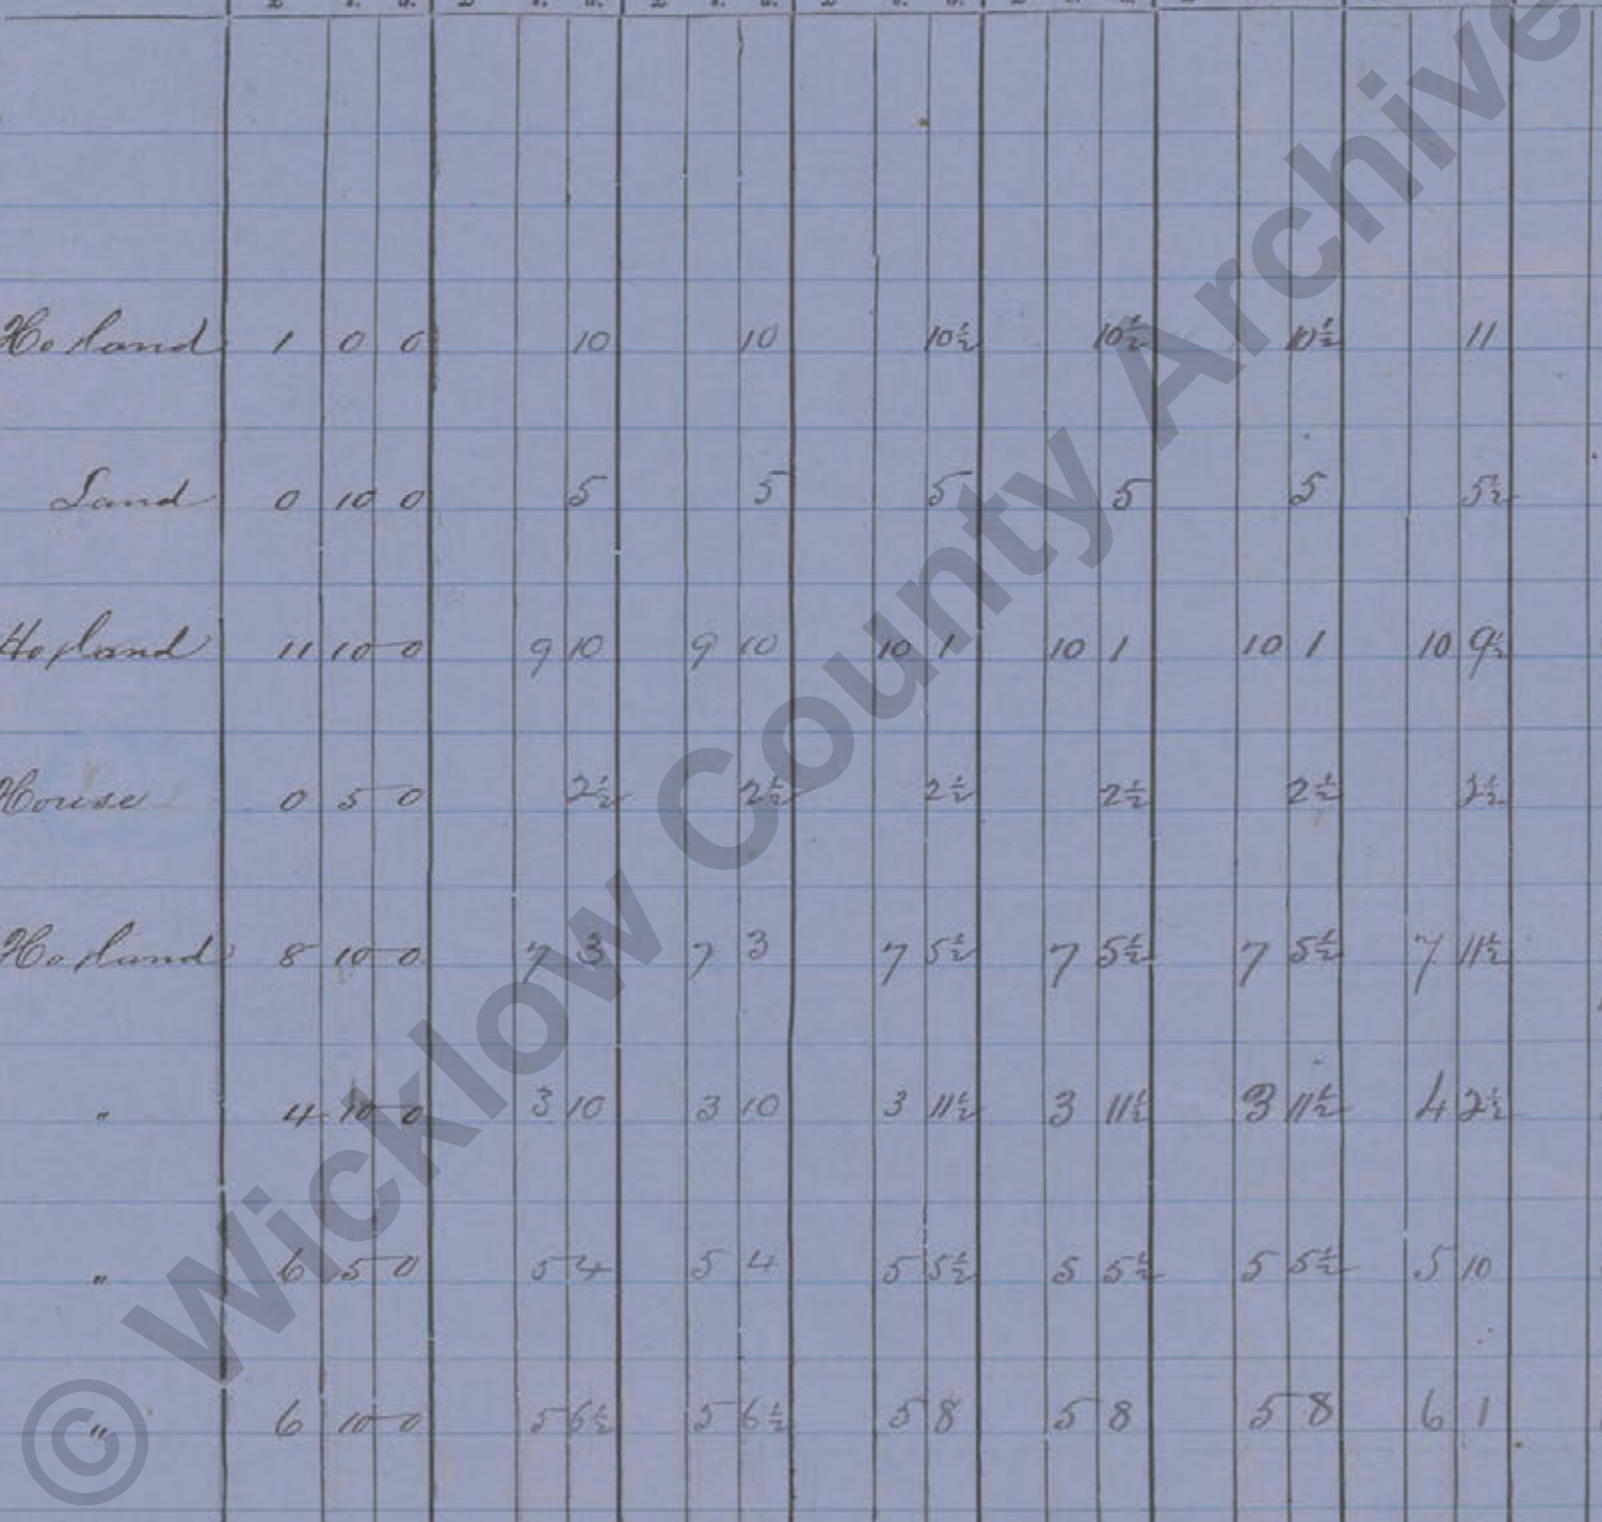 £ s. d. £ s. d. £ s. d. £ s. d. £ s. d.
Ho & land 1 0 0 10 10 10½ 10½ 10½ 11
Land 0 10 0 5 5 5 5 5 5½
Ho & land 11 10 0 9 10 9 10 10 1 10 1 10 1 10 9½
House 0 5 0 2½ 2½ 2½ 2½ 2½ 2½
Ho & land 8 10 0 7 3 7 3 7 5½ 7 5½ 7 5½ 7 11½
" 4 10 0 3 10 3 10 3 11½ 3 11½ 3 11½ 4 2½
" 6 5 0 5 4 5 4 5 5½ 5 5½ 5 5½ 5 10
" 6 10 0 5 6½ 5 6½ 5 8 5 8 5 8 6 1
© Wicklow County Archive